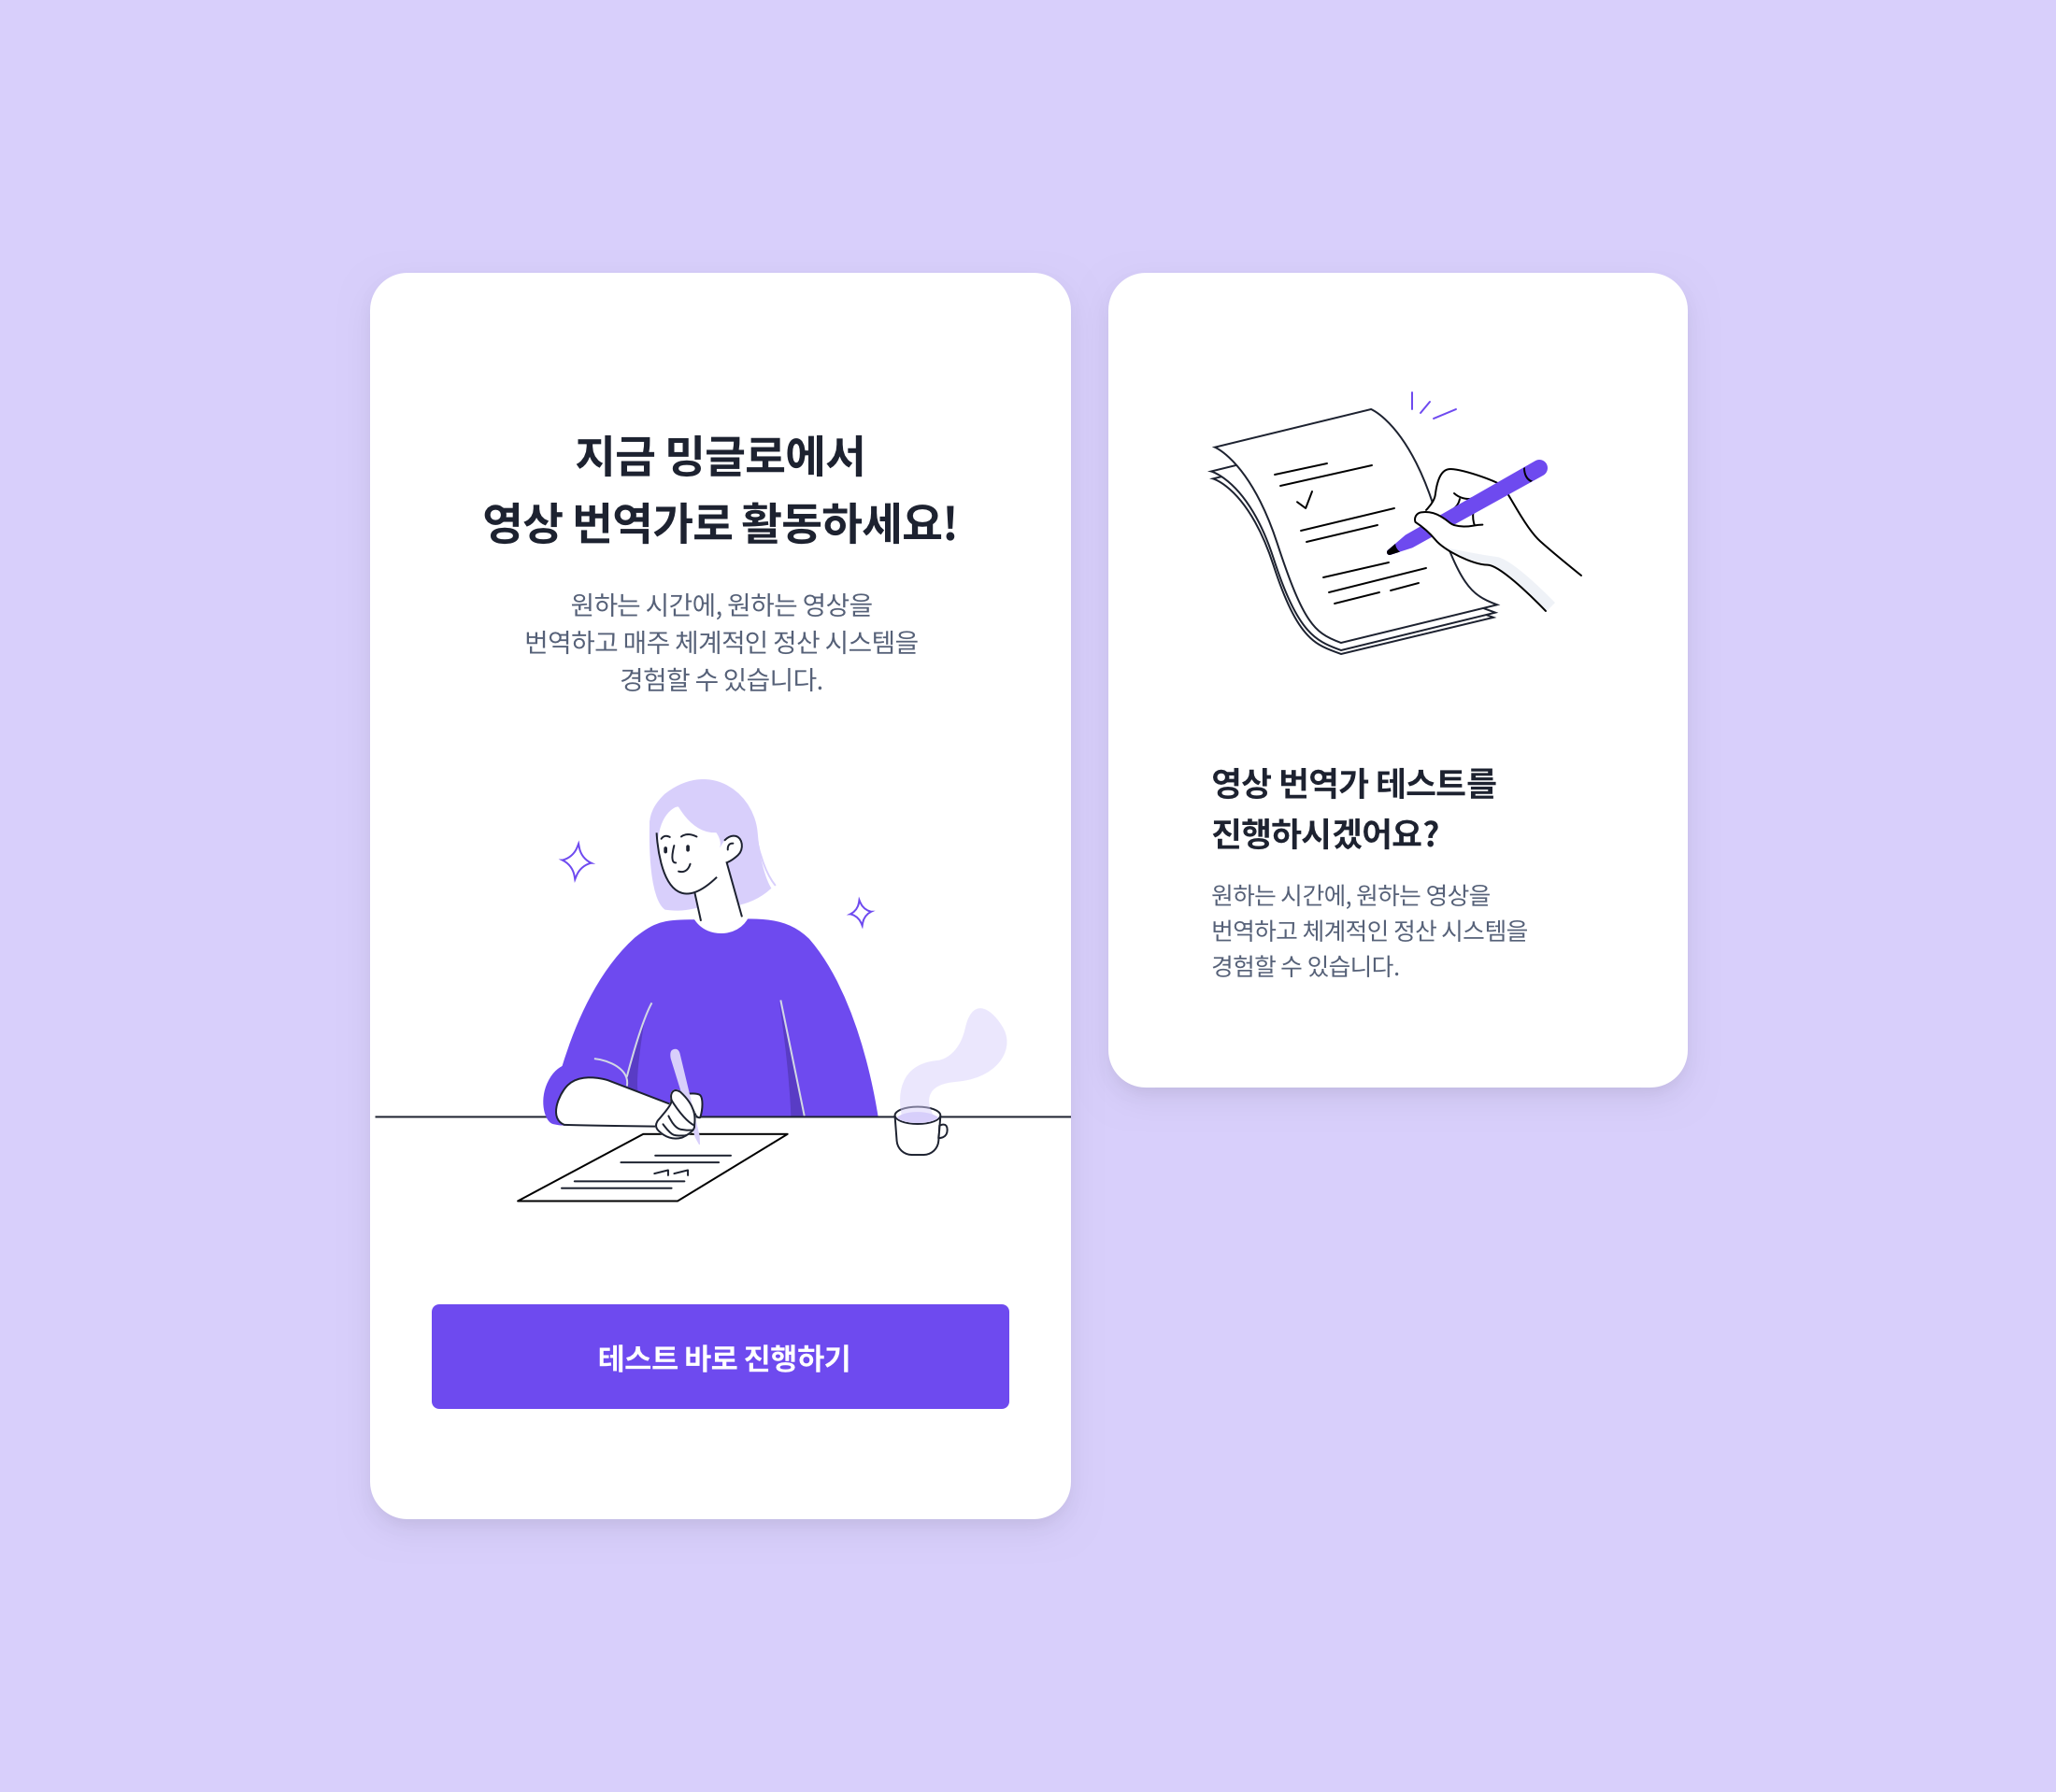 지금 밍글로에서
영상 번역가로 활동하세요!
원하는 시간에, 원하는 영상을
번역하고 매주 체계적인 정산 시스템을
경험할 수 있습니다.
테스트 바로 진행하기
영상 번역가 테스트를
진행하시겠어요?
원하는 시간에, 원하는 영상을
번역하고 체계적인 정산 시스템을
경험할 수 있습니다.